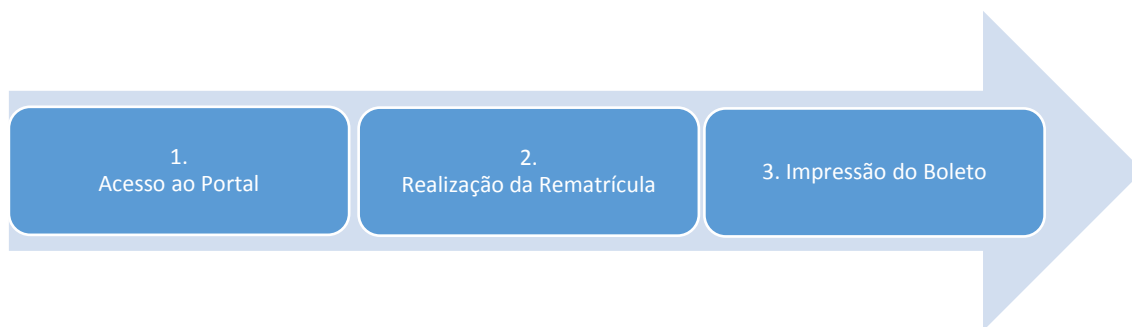 1.
Acesso ao Portal
2.
Realização da Rematrícula
3. Impressão do Boleto